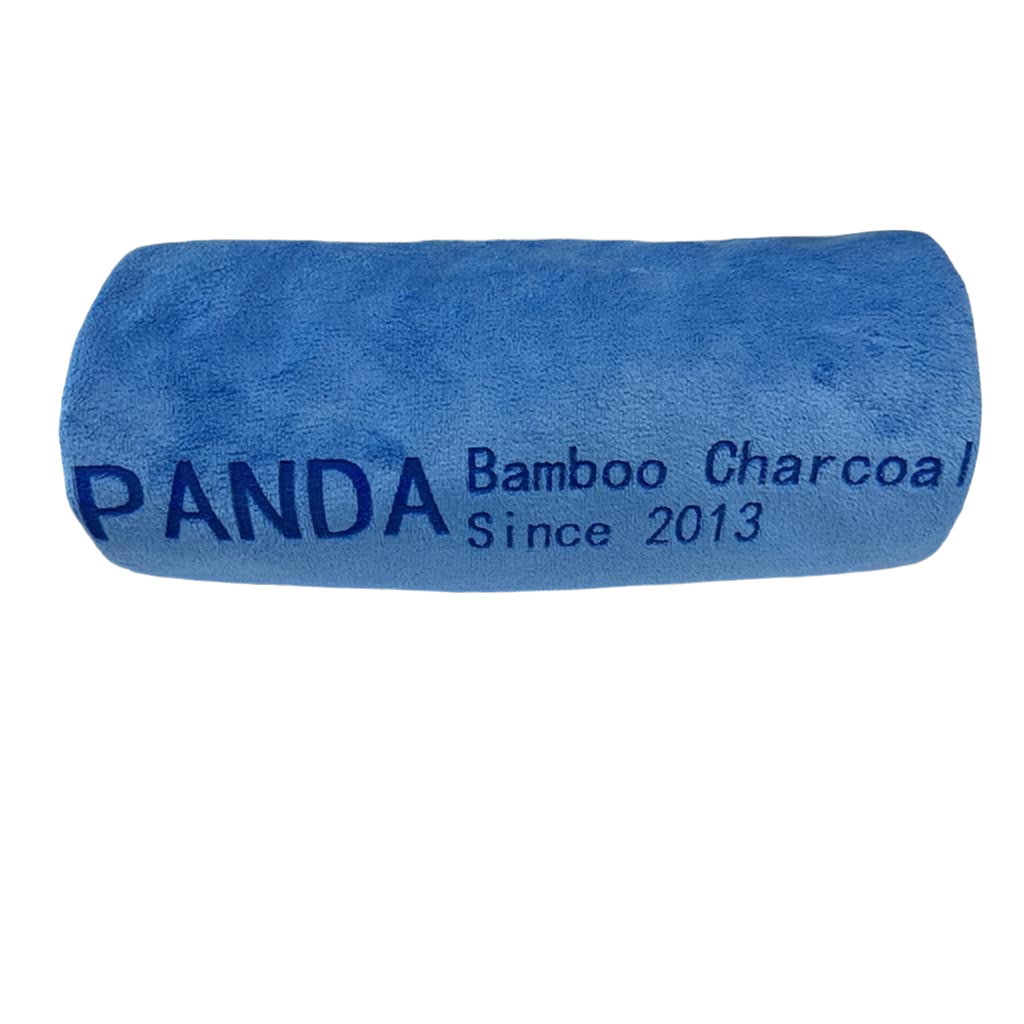 PANDA
Bamboo Charcoal
Since 2013